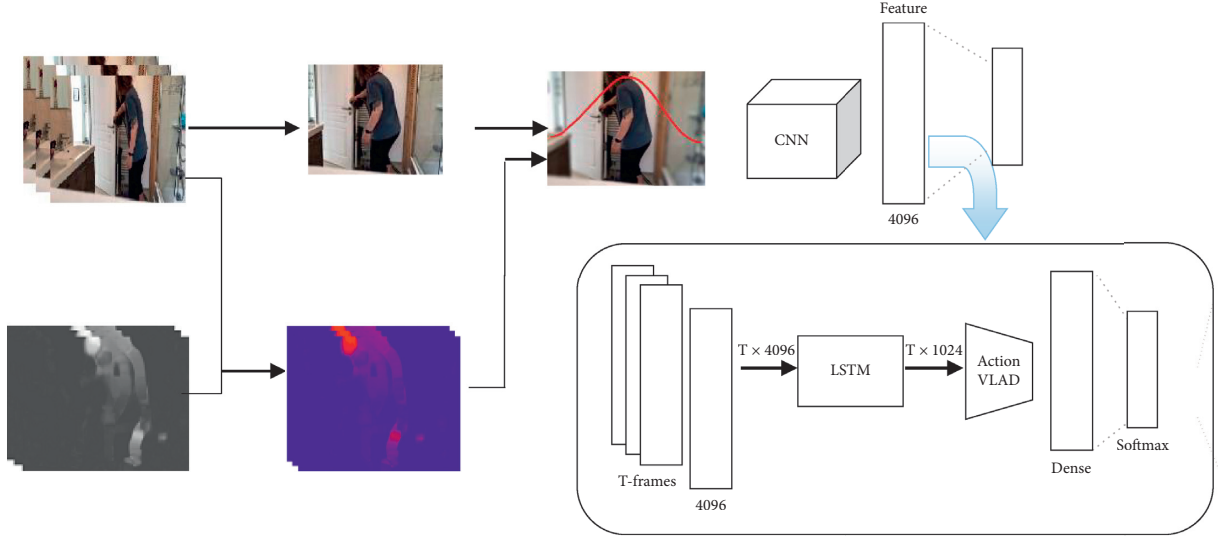 Feature
CNN
4096
T × 4096
LSTM
T × 1024
Action
VLAD
T-frames
4096
Dense
Softmax